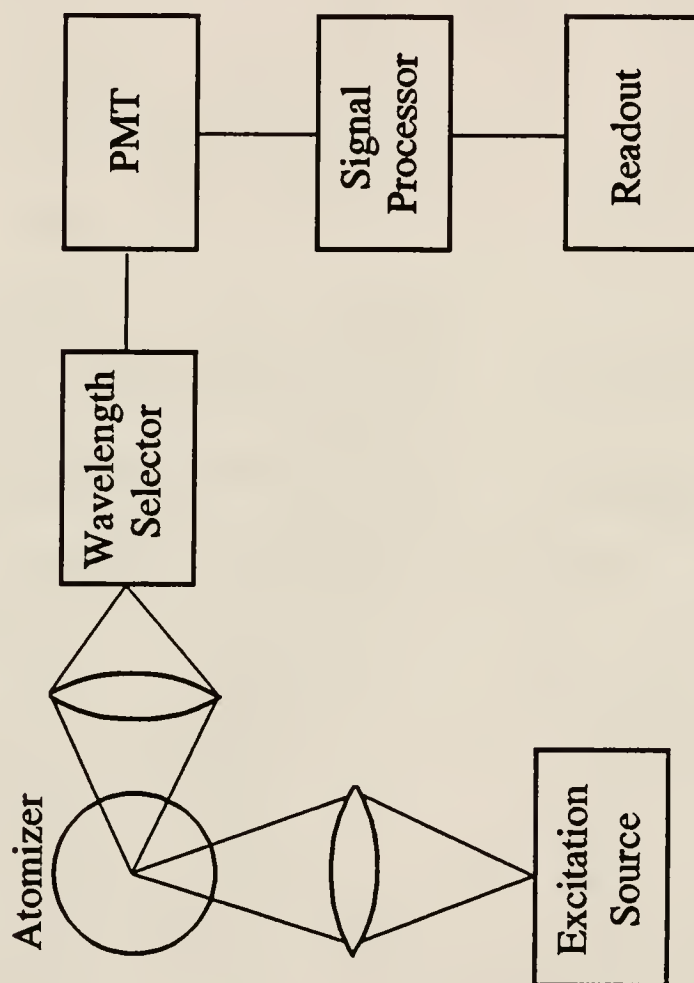 Atomizer
Wavelength
Selector
PMT
Signal
Processor
Excitation
Source
Readout